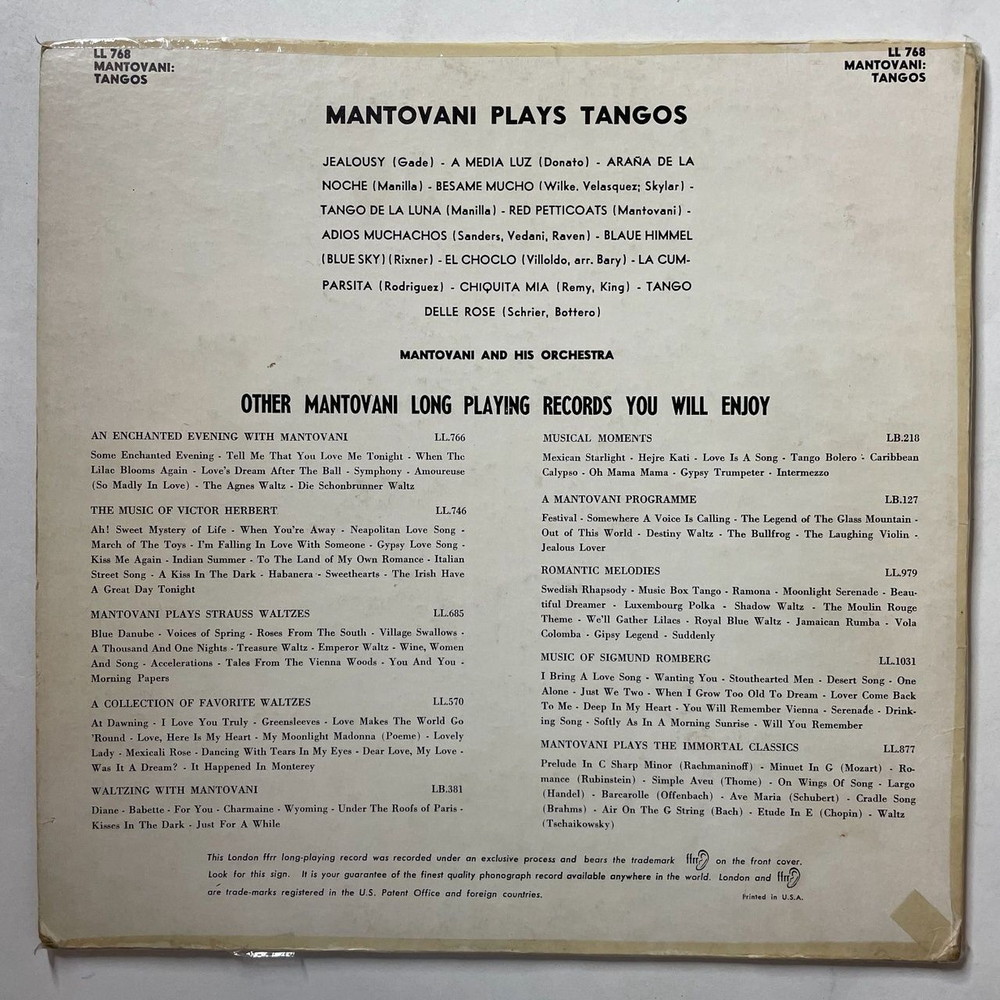 LL 768
MANTOVANI:
TANGOS
LL 768
MANTOVANI:
TANGOS
MANTOVANI PLAYS TANGOS
JEALOUSY (Gade) - A MEDIA LUZ (Donato) - ARAÑA DE LA
NOCHE (Manilla) - BESAME MUCHO (Wilke. Velasquez; Skylar) -
TANGO DE LA LUNA (Manilla) - RED PETTICOATS (Mantovani) -
ADIOS MUCHACHOS (Sanders, Vedani, Raven) - BLAUE HIMMEL
(BLUE SKY) (Rixner) - EL CHOCLO (Villoldo, arr. Bary) - LA CUM-
PARSITA (Rodriguez) - CHIQUITA MIA (Remy, King) - TANGO
DELLE ROSE (Schrier, Bottero)
MANTOVANI AND HIS ORCHESTRA
OTHER MANTOVANI LONG PLAYING RECORDS YOU WILL ENJOY
AN ENCHANTED EVENING WITH MANTOVANI LL.766
Some Enchanted Evening - Tell Me That You Love Me Tonight - When The
Lilac Blooms Again - Love's Dream After The Ball - Symphony - Amoureuse
(So Madly In Love) - The Agnes Waltz - Die Schonbrunner Waltz
THE MUSIC OF VICTOR HERBERT LL.746
Ah! Sweet Mystery of Life - When You're Away - Neapolitan Love Song -
March of The Toys - I'm Falling In Love With Someone - Gypsy Love Song -
Kiss Me Again - Indian Summer - To The Land of My Own Romance - Italian
Street Song - A Kiss In The Dark - Habanera - Sweethearts - The Irish Have
A Great Day Tonight
MANTOVANI PLAYS STRAUSS WALTZES LL.685
Blue Danube - Voices of Spring - Roses From The South - Village Swallows -
A Thousand And One Nights - Treasure Waltz - Emperor Waltz - Wine, Women
And Song - Accelerations - Tales From The Vienna Woods - You And You -
Morning Papers
A COLLECTION OF FAVORITE WALTZES LL.570
At Dawning - I Love You Truly - Greensleeves - Love Makes The World Go
'Round - Love, Here Is My Heart - My Moonlight Madonna (Poeme) - Lovely
Lady - Mexicali Rose - Dancing With Tears In My Eyes - Dear Love, My Love -
Was It A Dream? - It Happened In Monterey
WALTZING WITH MANTOVANI LB.381
Diane - Babette - For You - Charmaine - Wyoming - Under The Roofs of Paris -
Kisses In The Dark - Just For A While
MUSICAL MOMENTS LB.218
Mexican Starlight - Hejre Kati - Love Is A Song - Tango Bolero - Caribbean
Calypso - Oh Mama Mama - Gypsy Trumpeter - Intermezzo
A MANTOVANI PROGRAMME LB.127
Festival - Somewhere A Voice Is Calling - The Legend of The Glass Mountain -
Out of This World - Destiny Waltz - The Bullfrog - The Laughing Violin -
Jealous Lover
ROMANTIC MELODIES LL.979
Swedish Rhapsody - Music Box Tango - Ramona - Moonlight Serenade - Beau-
tiful Dreamer - Luxembourg Polka - Shadow Waltz - The Moulin Rouge
Theme - We'll Gather Lilacs - Royal Blue Waltz - Jamaican Rumba - Vola
Colomba - Gipsy Legend - Suddenly
MUSIC OF SIGMUND ROMBERG LL.1031
I Bring A Love Song - Wanting You - Stouthearted Men - Desert Song - One
Alone - Just We Two - When I Grow Too Old To Dream - Lover Come Back
To Me - Deep In My Heart - You Will Remember Vienna - Serenade - Drink-
ing Song - Softly As In A Morning Sunrise - Will You Remember
MANTOVANI PLAYS THE IMMORTAL CLASSICS LL.877
Prelude In C Sharp Minor (Rachmaninoff) - Minuet In G (Mozart) - Ro-
mance (Rubinstein) - Simple Aveu (Thome) - On Wings Of Song - Largo
(Handel) - Barcarolle (Offenbach) - Ave Maria (Schubert) - Cradle Song
(Brahms) - Air On The G String (Bach) - Etude In E (Chopin) - Waltz
(Tschaikowsky)
This London ffrr long-playing record was recorded under an exclusive process and bears the trademark ffrr on the front cover.
Look for this sign. It is your guarantee of the finest quality phonograph record available anywhere in the world. London and ffrr
are trade-marks registered in the U.S. Patent Office and foreign countries.
Printed in U.S.A.